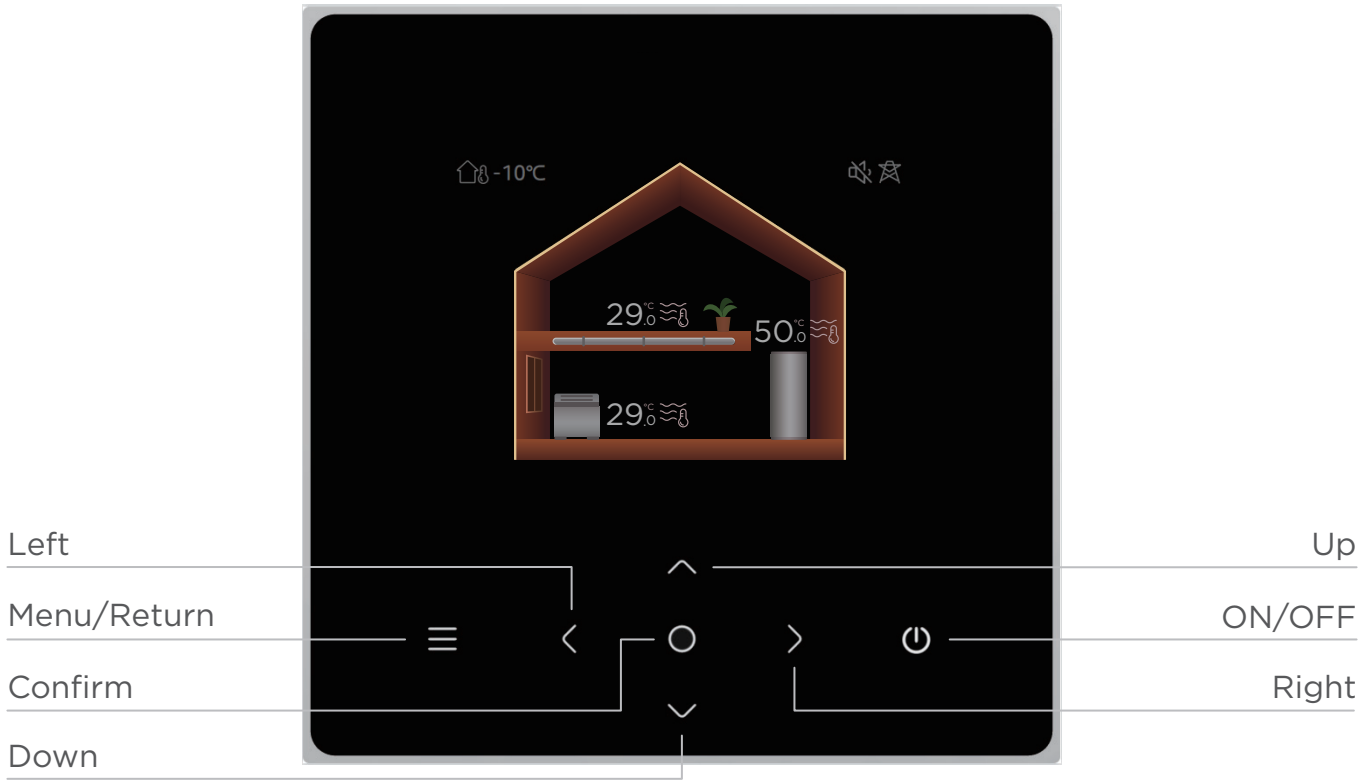 -10°C
29.0 °C
50.0 °C
29.0 °C
Left
Up
Menu/Return
ON/OFF
Confirm
Right
Down